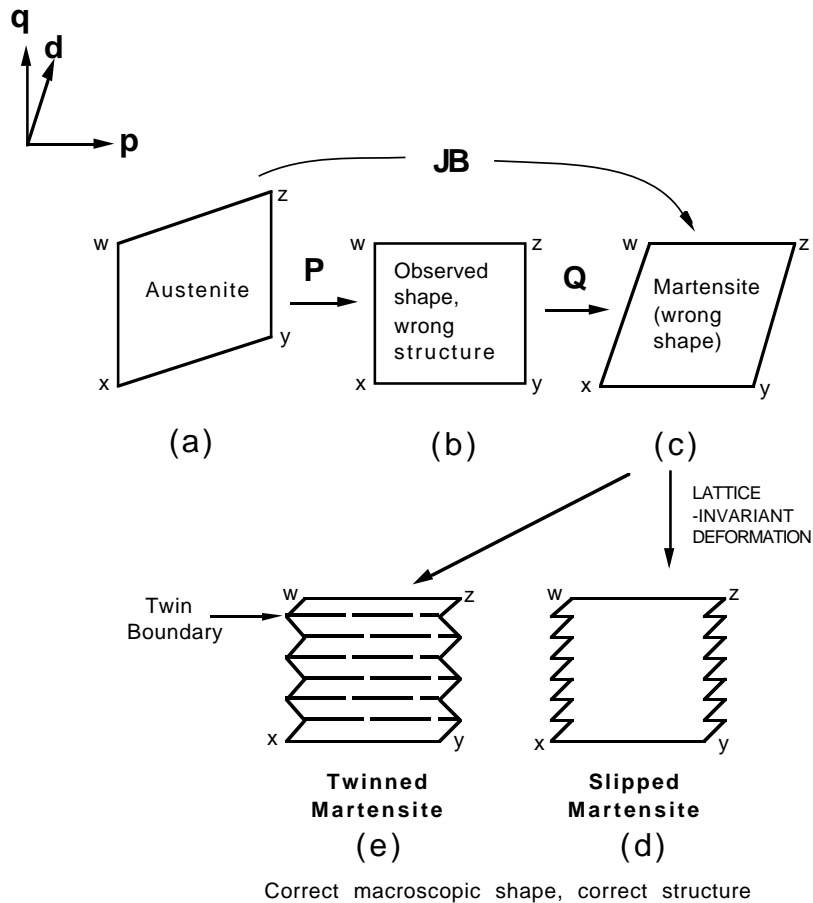 q
d
p
JB
w
z
Austenite
x
y
P
w
z
Observed
shape,
wrong
structure
x
y
Q
w
z
Martensite
(wrong
shape)
x
y
(a)
(b)
(c)
LATTICE
-INVARIANT
DEFORMATION
Twin
Boundary
w
z
x
y
w
z
x
y
Twinned
Martensite
(e)
Slipped
Martensite
(d)
Correct macroscopic shape, correct structure